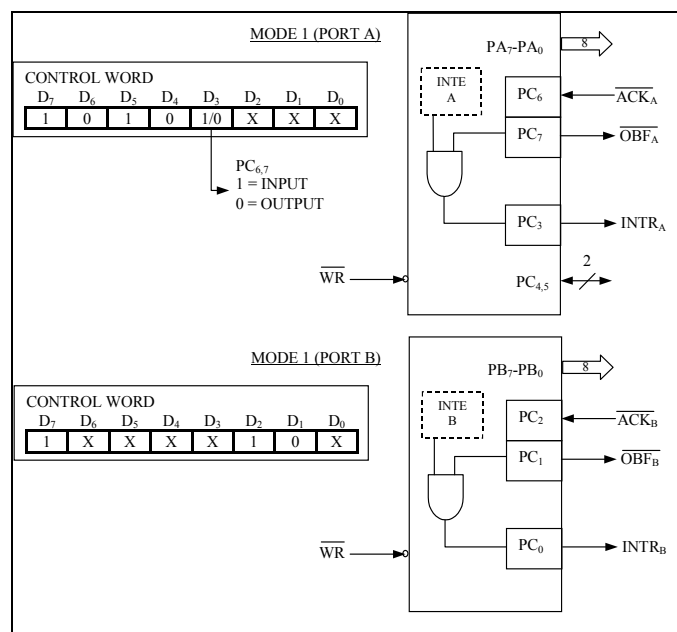 MODE 1 (PORT A)
CONTROL WORD
D7 D6 D5 D4 D3 D2 D1 D0
1 0 1 0 1/0 X X X
PC6,7
1 = INPUT
0 = OUTPUT
WR
PA7-PA0
8
INTE
A
PC6
ACKA
PC7
OBFA
PC3
INTRA
PC4,5
2
MODE 1 (PORT B)
CONTROL WORD
D7 D6 D5 D4 D3 D2 D1 D0
1 X X X X 1 0 X
WR
PB7-PB0
8
INTE
B
PC2
ACKB
PC1
OBFB
PC0
INTRB